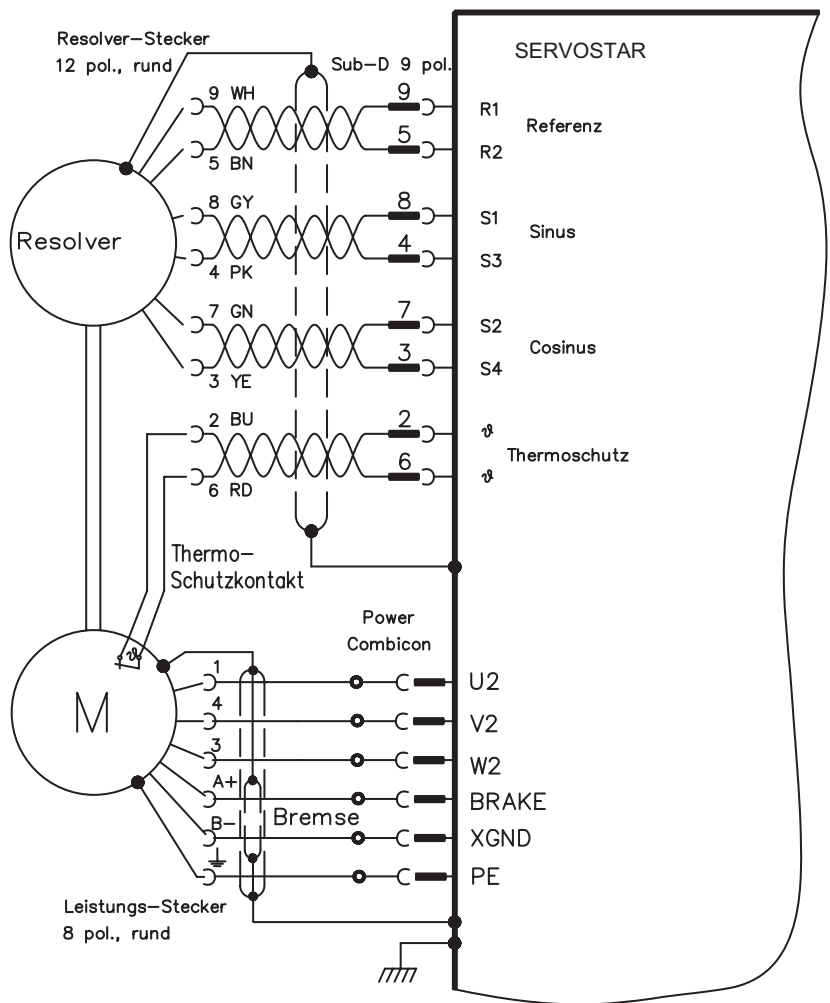 Resolver-Stecker
12 pol., rund
Sub-D 9 pol.
SERVOSTAR
9 WH
9
R1
Referenz
5 BN
5
R2
8 GY
8
S1
Sinus
4 PK
4
S3
Resolver
7 GN
7
S2
Cosinus
3 YE
3
S4
2 BU
2
ϑ
Thermoschutz
6 RD
6
ϑ
Thermo-
Schutzkontakt
Power
Combicon
ϑ
M
1
U2
4
V2
3
W2
A+
BRAKE
Bremse
B-
XGND
PE
Leistungs-Stecker
8 pol., rund